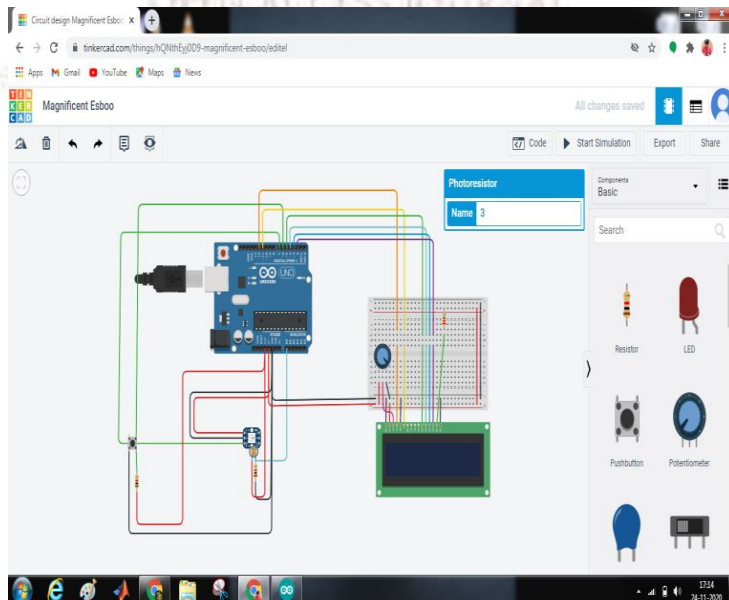 Circuit design Magnificent Esboo
tinkercad.com/things/hQNthEyj0D9-magnificent-esboo/editel
Apps Gmail YouTube Maps News
TIN
KER
CAD
Magnificent Esboo
All changes saved
Code Start Simulation Export Share
Photoresistor
Name 3
Components
Basic
Search
Resistor LED
Pushbutton Potentiometer
UNO
17:14
24-11-2020